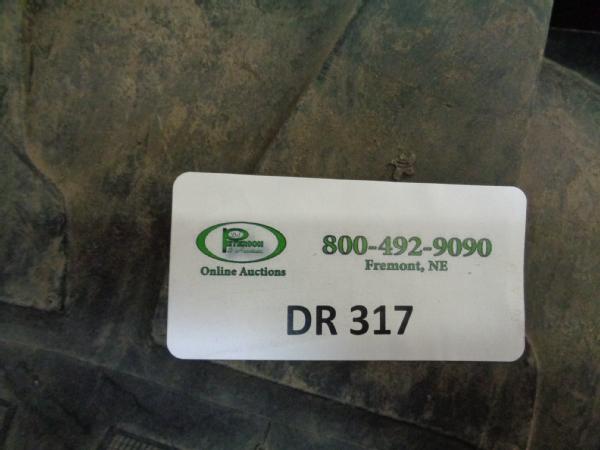 PETERSON
Online Auctions
800-492-9090
Fremont, NE
DR 317